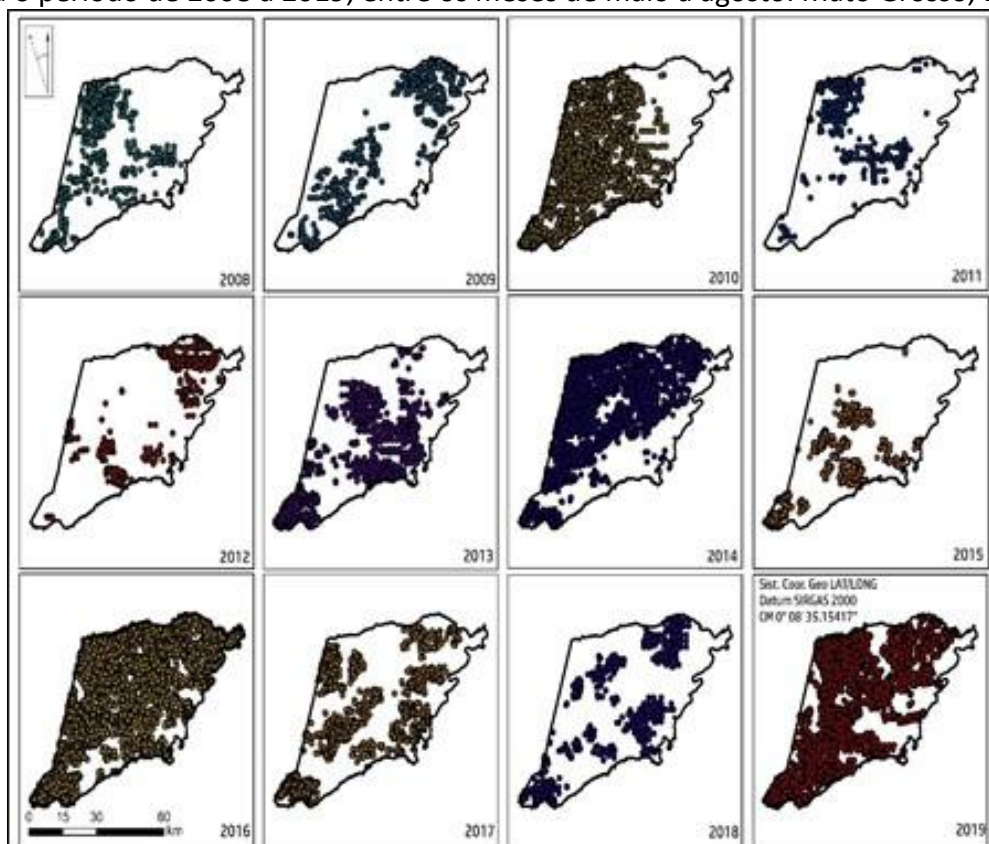 o período de 2008 a 2019, entre os meses de maio a agosto. Mato Grosso,
2008
2009
2010
2011
2012
2013
2014
2015
Sist. Coor. Geo LAT/LONG
Datum SIRGAS 2000
CM 0° 08' 35.15417"
0 15 30 60
km
2016
2017
2018
2019